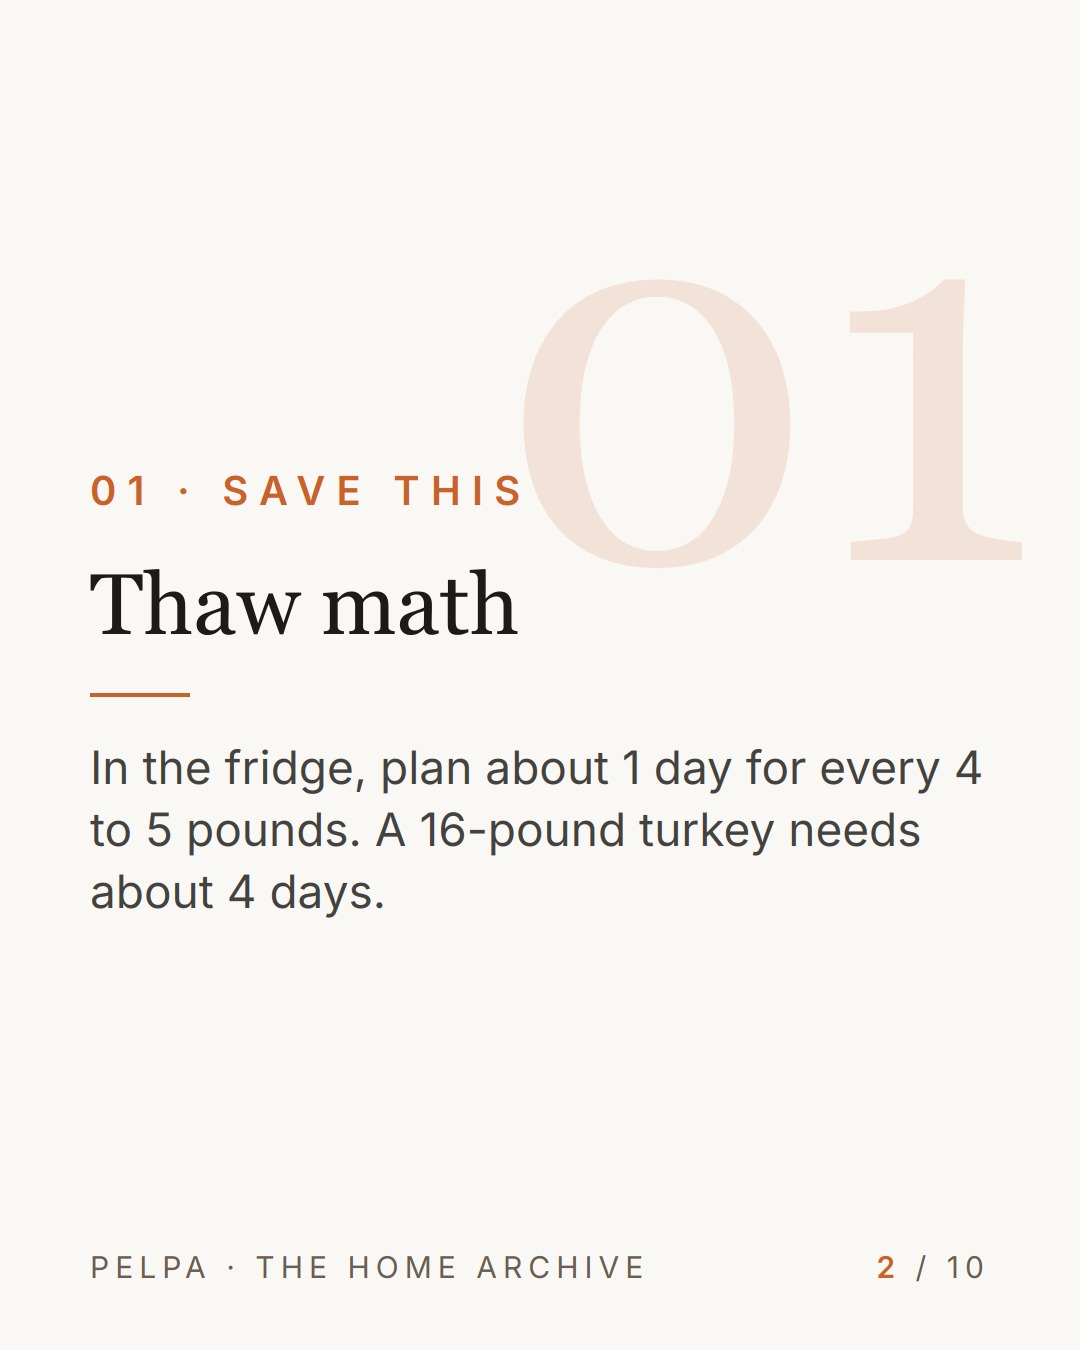 01
01 · SAVE THIS
Thaw math
In the fridge, plan about 1 day for every 4
to 5 pounds. A 16-pound turkey needs
about 4 days.
PELPA · THE HOME ARCHIVE
2 / 10